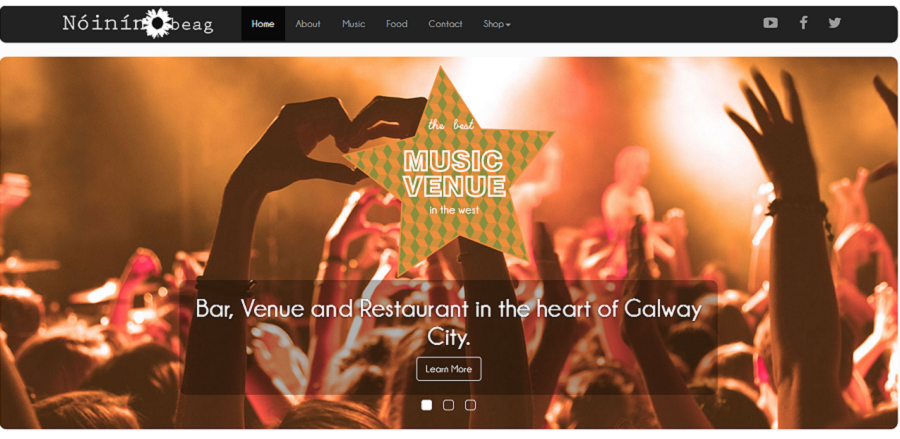 Nóinín beag
Home About Music Food Contact Shop
the best
MUSIC
VENUE
in the west
Bar, Venue and Restaurant in the heart of Galway
City.
Learn More